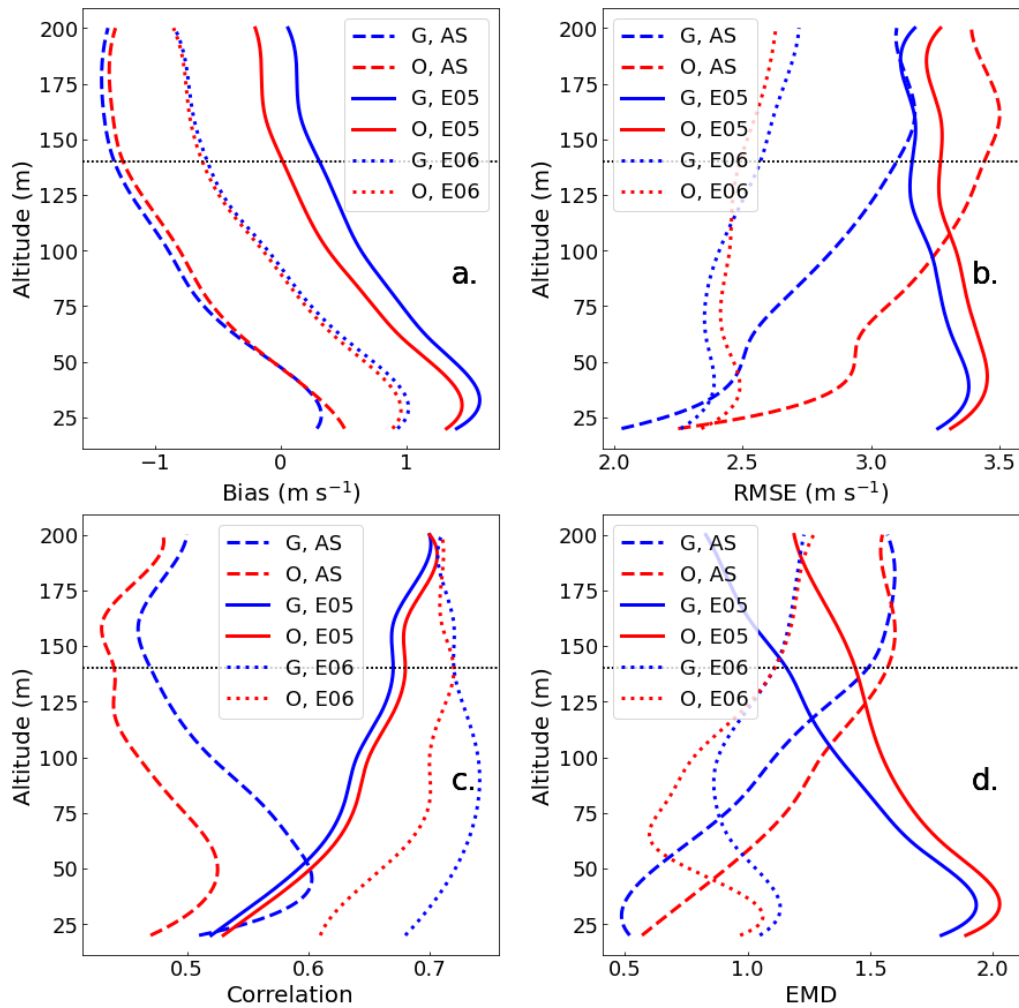 200
175
150
125
100
75
50
25
Altitude (m)
G, AS
O, AS
G, E05
O, E05
G, E06
O, E06
a.
−1
0
1
Bias (m s⁻¹)
200
175
150
125
100
75
50
25
Altitude (m)
G, AS
O, AS
G, E05
O, E05
G, E06
O, E06
b.
2.0
2.5
3.0
3.5
RMSE (m s⁻¹)
200
175
150
125
100
75
50
25
Altitude (m)
G, AS
O, AS
G, E05
O, E05
G, E06
O, E06
c.
0.5
0.6
0.7
Correlation
200
175
150
125
100
75
50
25
Altitude (m)
G, AS
O, AS
G, E05
O, E05
G, E06
O, E06
d.
0.5
1.0
1.5
2.0
EMD